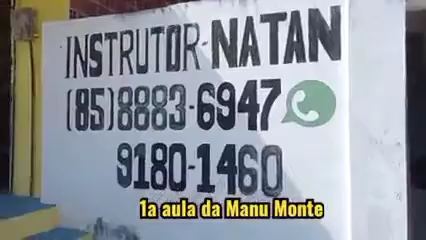 INSTRUTOR-NATAN
(85)8883-6947
9180-1460
1a aula da Manu Monte